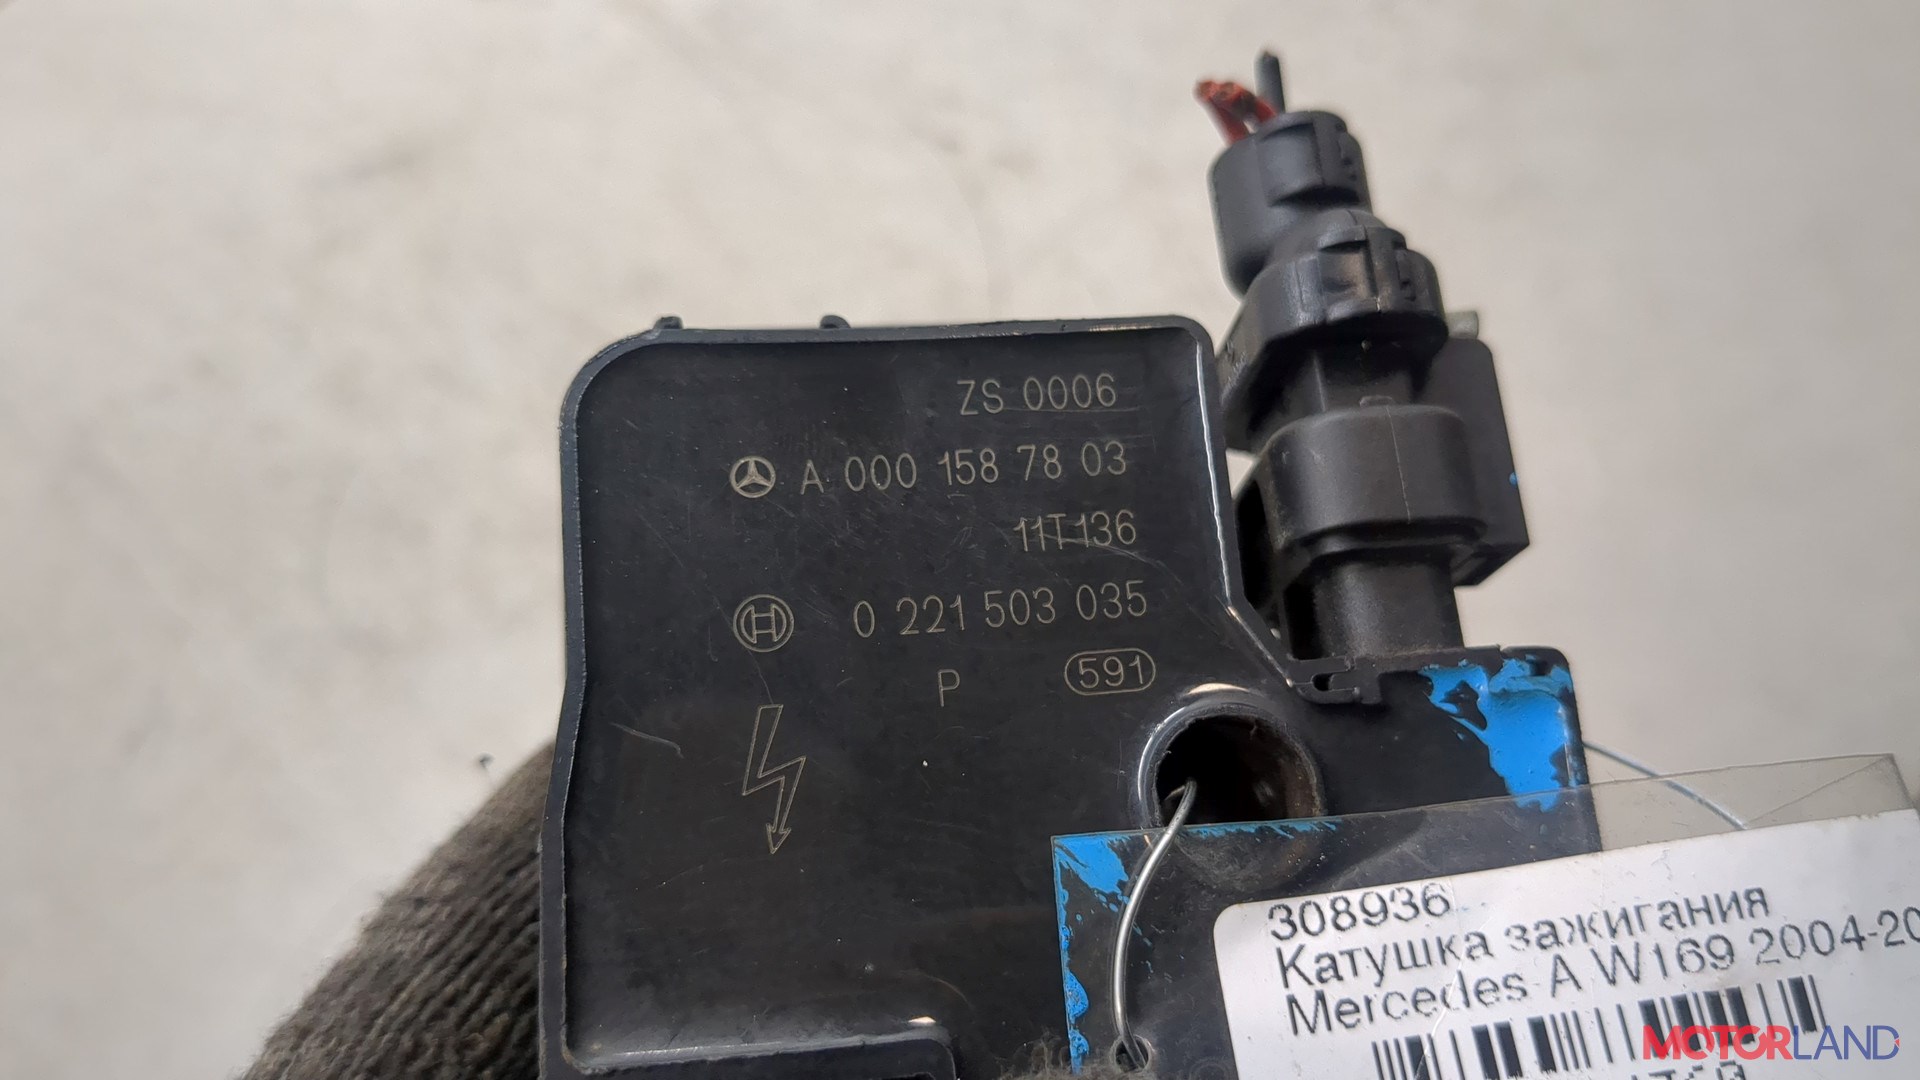 ZS 0006
A 000 158 78 03
11T136
0 221 503 035
P 591
308936
Катушка зажигания
Mercedes A W169 2004-20
MOTORLAND